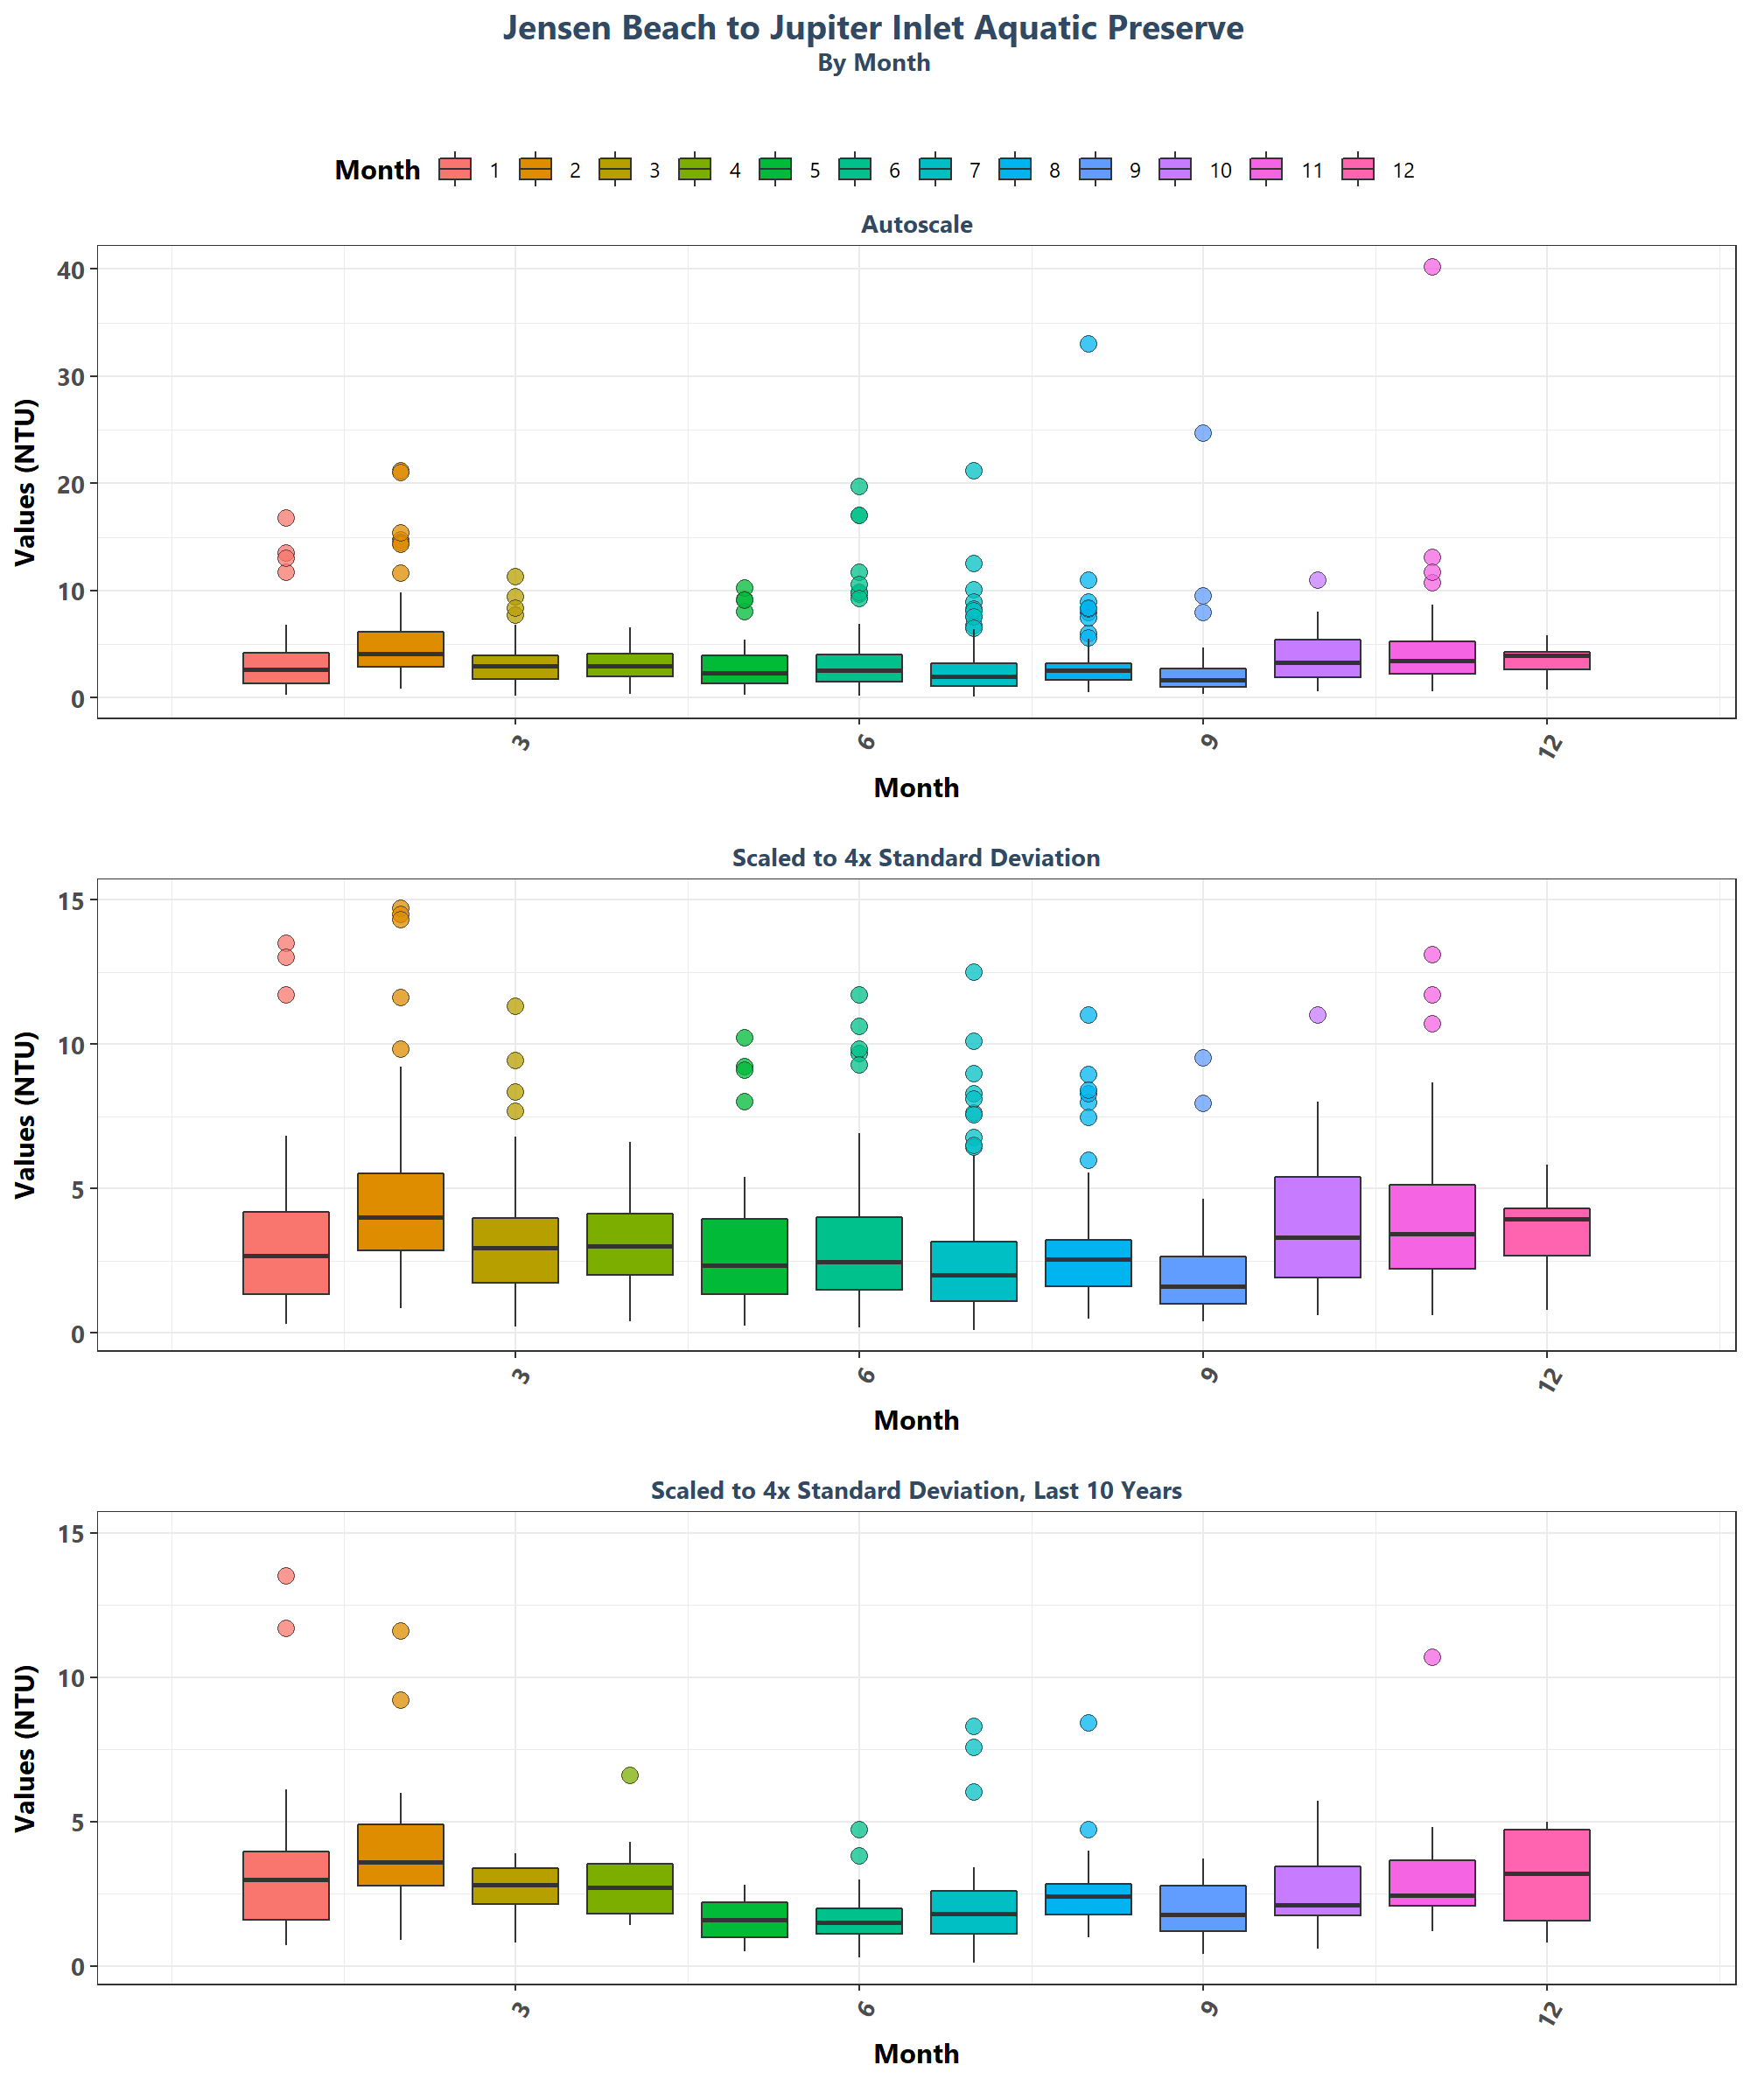 Jensen Beach to Jupiter Inlet Aquatic Preserve
By Month
Month 1 2 3 4 5 6 7 8 9 10 11 12
Autoscale
Values (NTU)
40
30
20
10
0
3 6 9 12
Month
Scaled to 4x Standard Deviation
Values (NTU)
15
10
5
0
3 6 9 12
Month
Scaled to 4x Standard Deviation, Last 10 Years
Values (NTU)
15
10
5
0
3 6 9 12
Month